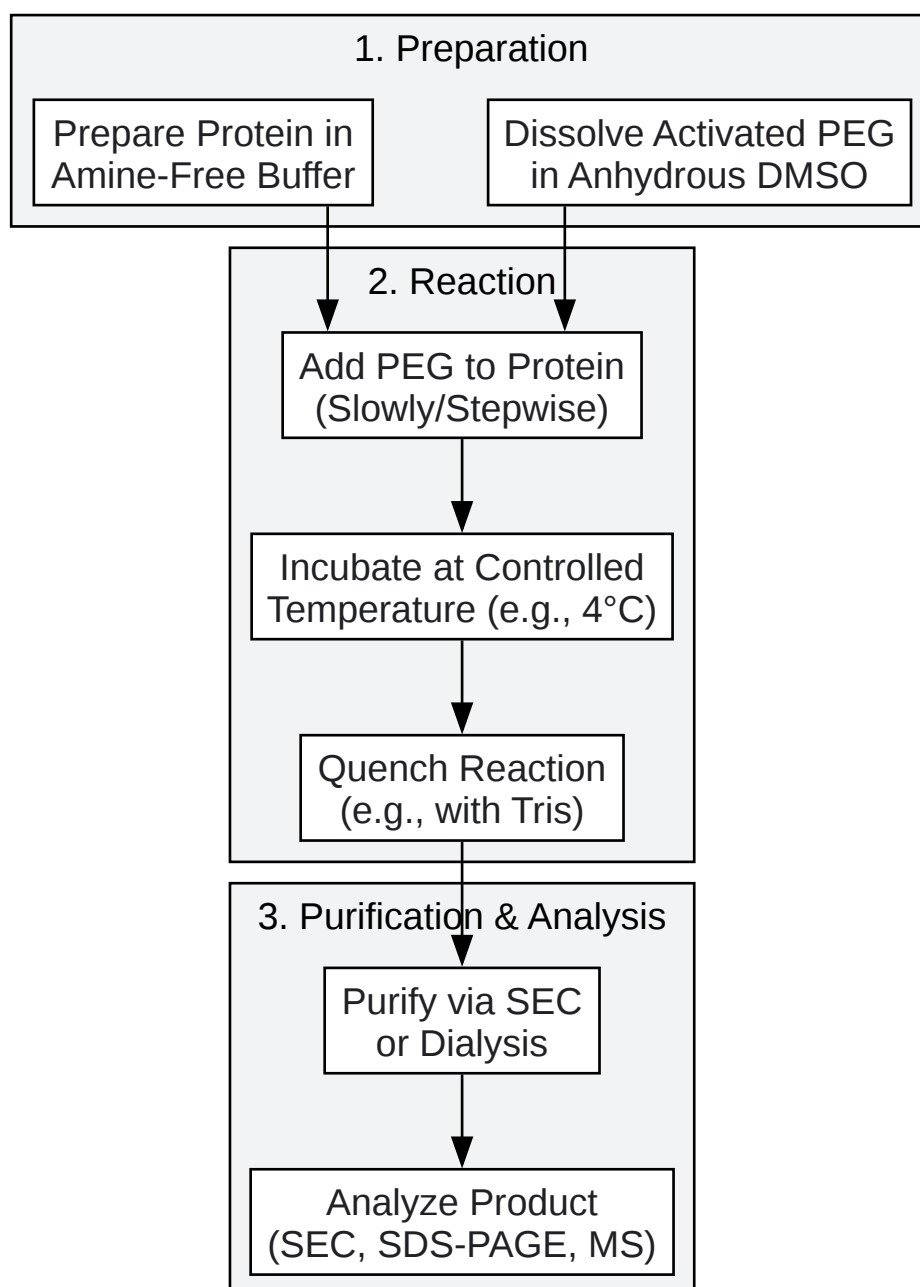 1. Preparation
Prepare Protein in
Amine-Free Buffer
Dissolve Activated PEG
in Anhydrous DMSO
2. Reaction
Add PEG to Protein
(Slowly/Stepwise)
Incubate at Controlled
Temperature (e.g., 4°C)
Quench Reaction
(e.g., with Tris)
3. Purification & Analysis
Purify via SEC
or Dialysis
Analyze Product
(SEC, SDS-PAGE, MS)